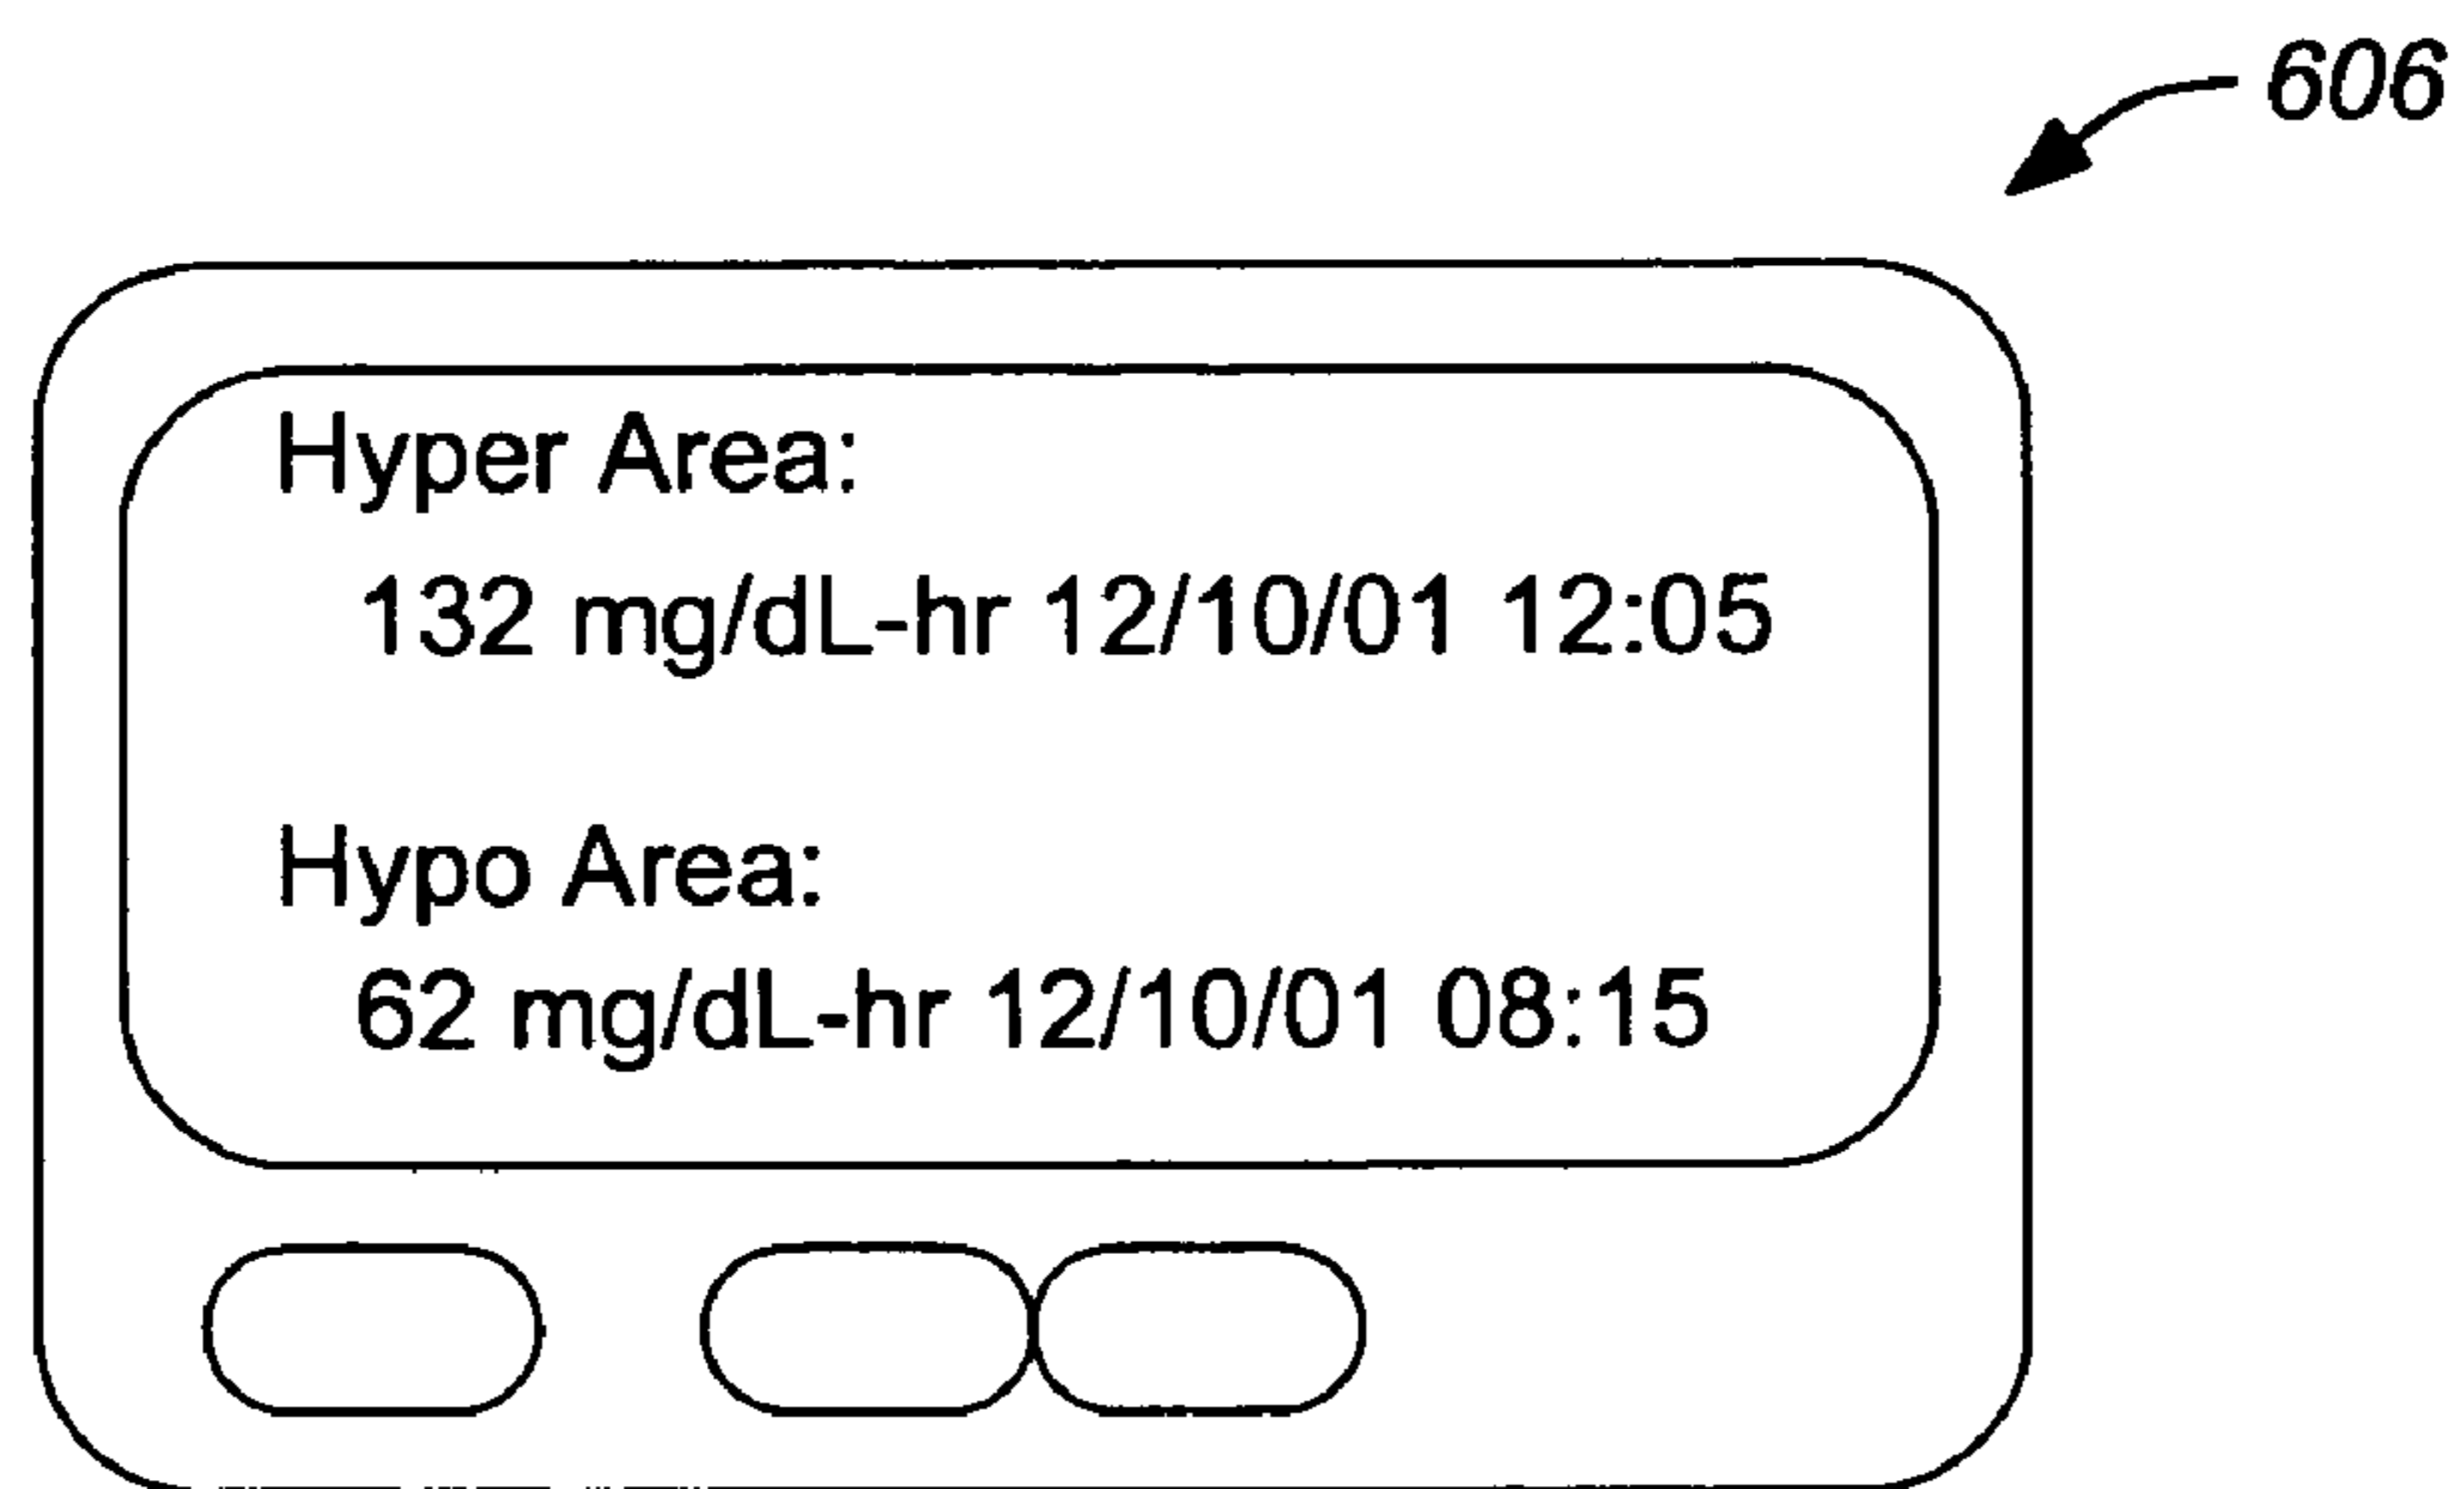 606
Hyper Area:
132 mg/dL-hr 12/10/01 12:05
Hypo Area:
62 mg/dL-hr 12/10/01 08:15